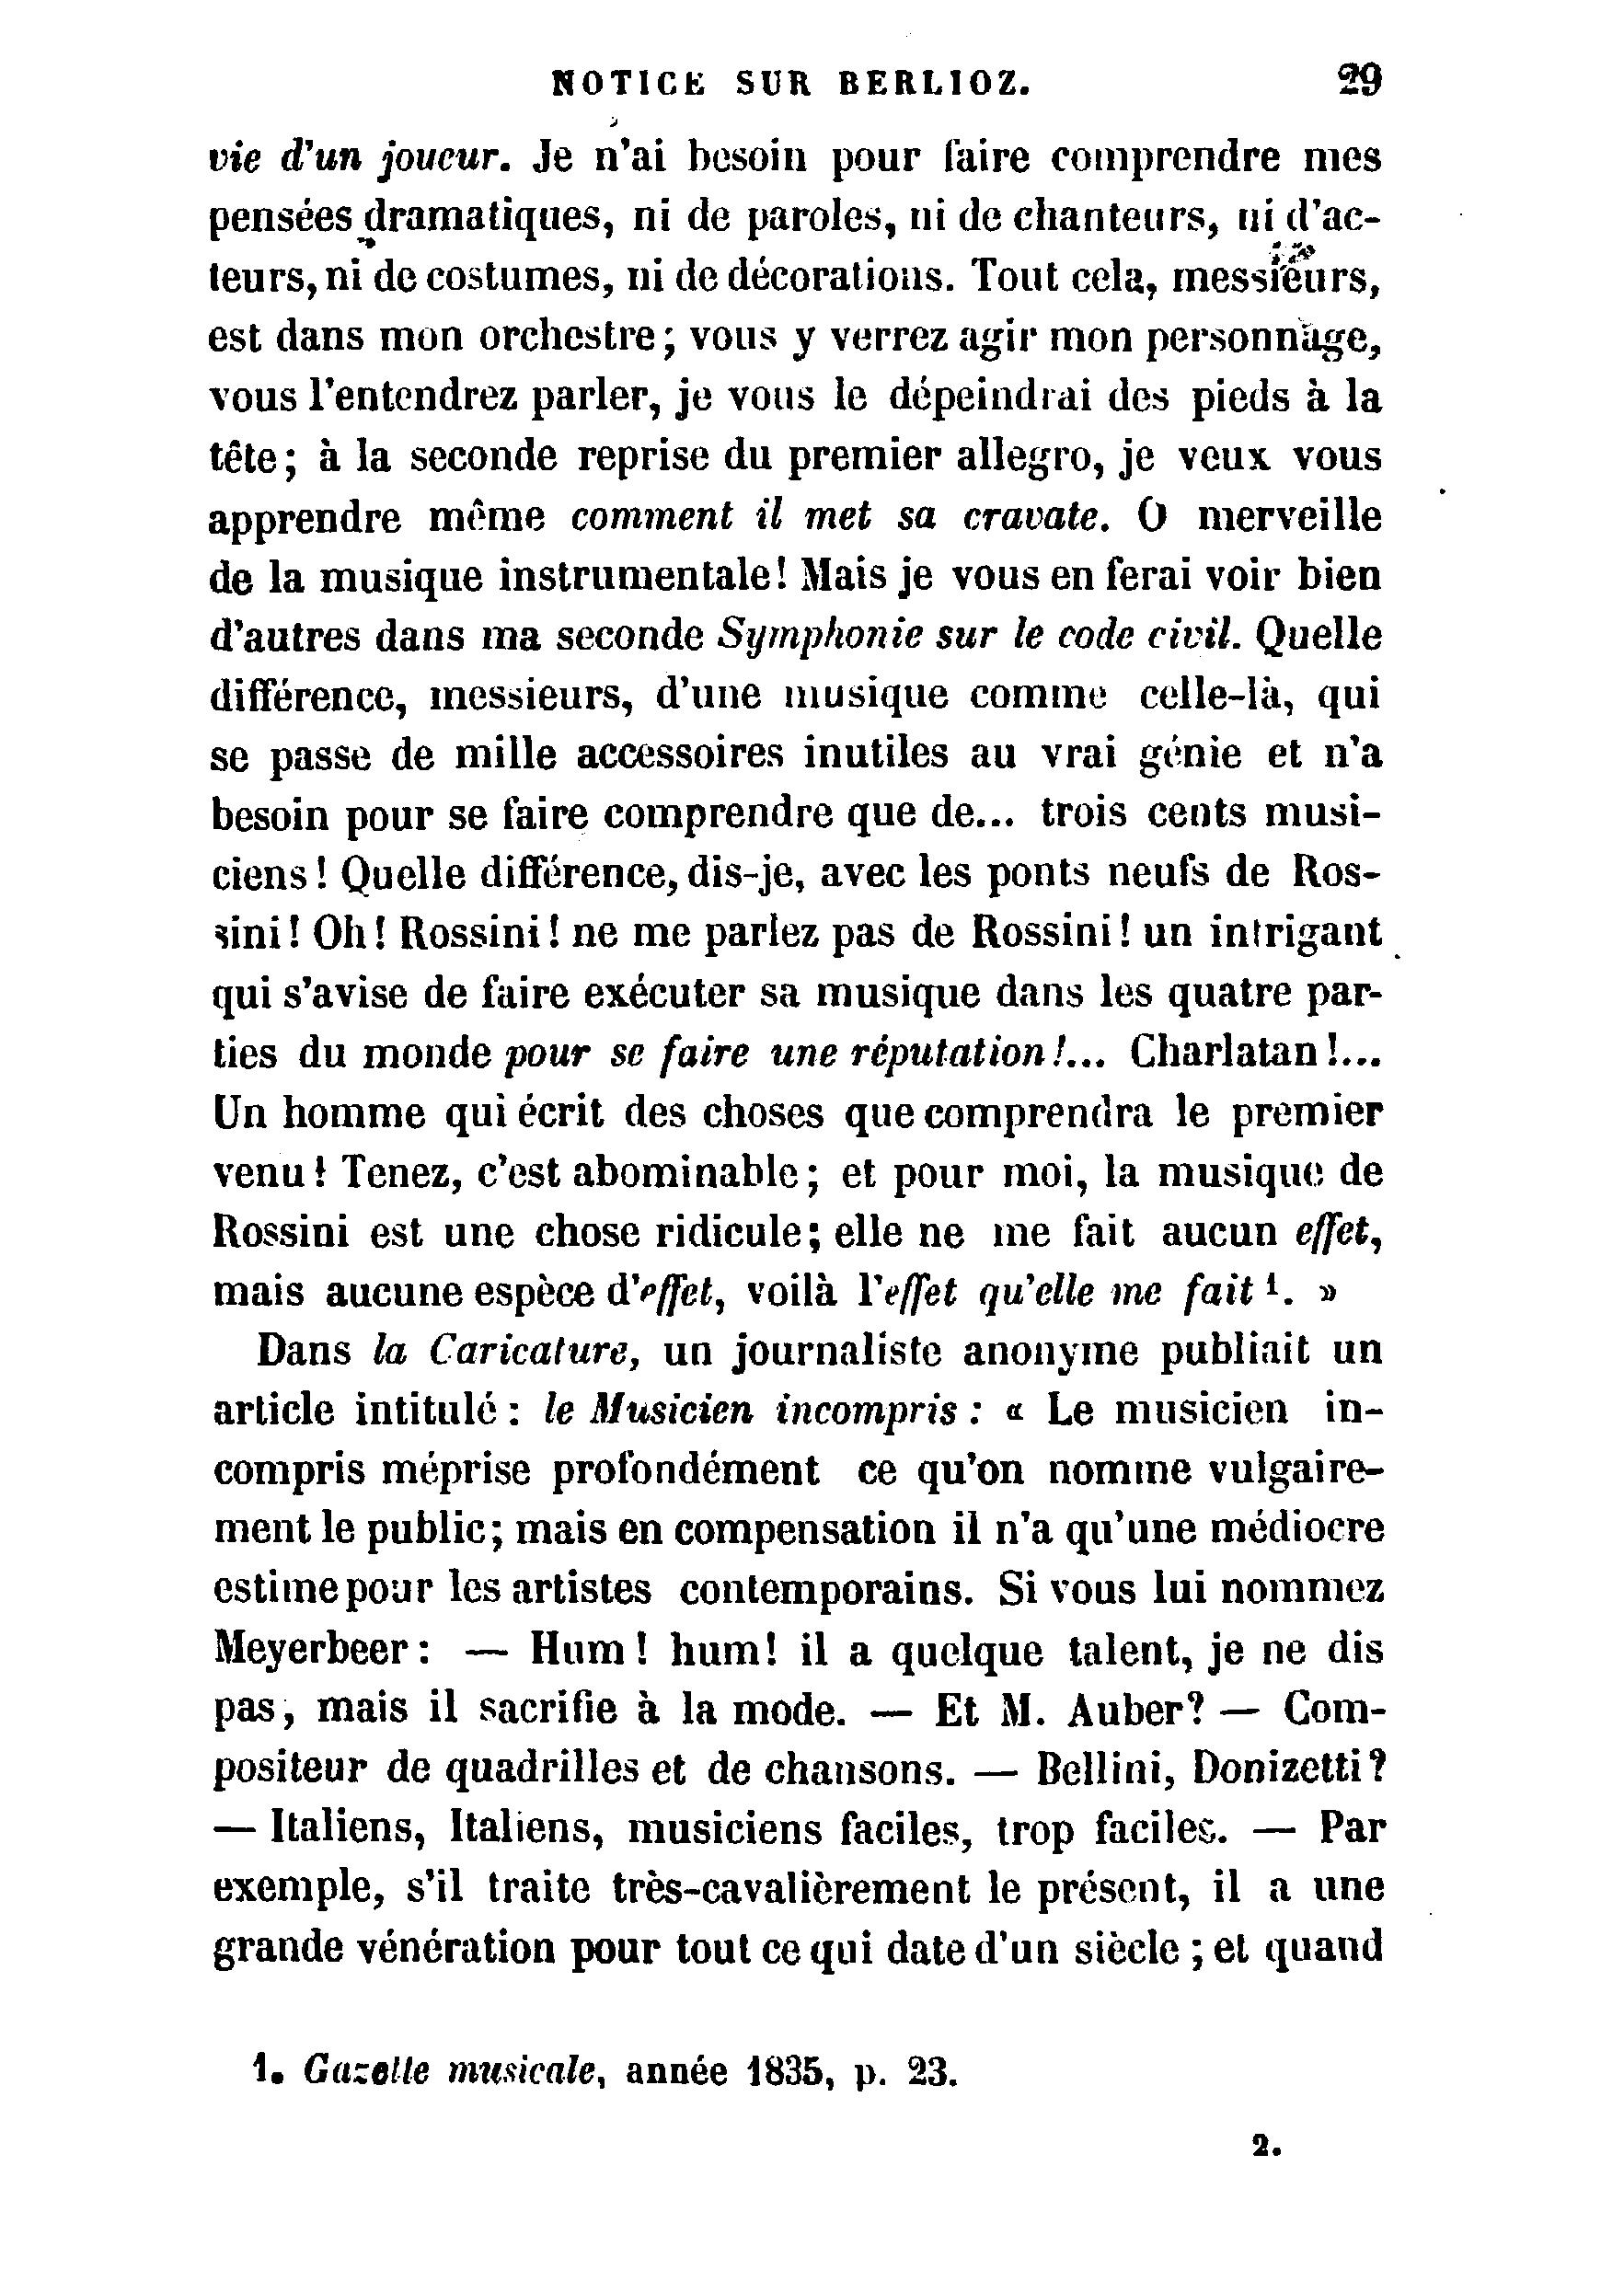 NOTICE SUR BERLIOZ. 29
vie d'un joueur. Je n'ai besoin pour faire comprendre mes
pensées dramatiques, ni de paroles, ni de chanteurs, ni d'ac-
teurs, ni de costumes, ni de décorations. Tout cela, messieurs,
est dans mon orchestre; vous y verrez agir mon personnage,
vous l'entendrez parler, je vous le dépeindrai des pieds à la
tête; à la seconde reprise du premier allegro, je veux vous
apprendre même comment il met sa cravate. O merveille
de la musique instrumentale! Mais je vous en ferai voir bien
d'autres dans ma seconde Symphonie sur le code civil. Quelle
différence, messieurs, d'une musique comme celle-là, qui
se passe de mille accessoires inutiles au vrai génie et n'a
besoin pour se faire comprendre que de... trois cents musi-
ciens! Quelle différence, dis-je, avec les ponts neufs de Ros-
sini! Oh! Rossini! ne me parlez pas de Rossini! un intrigant
qui s'avise de faire exécuter sa musique dans les quatre par-
ties du monde pour se faire une réputation!... Charlatan!...
Un homme qui écrit des choses que comprendra le premier
venu! Tenez, c'est abominable; et pour moi, la musique de
Rossini est une chose ridicule; elle ne me fait aucun effet,
mais aucune espèce d'effet, voilà l'effet qu'elle me fait 1. »
Dans la Caricature, un journaliste anonyme publiait un
article intitulé: le Musicien incompris: « Le musicien in-
compris méprise profondément ce qu'on nomme vulgaire-
ment le public; mais en compensation il n'a qu'une médiocre
estime pour les artistes contemporains. Si vous lui nommez
Meyerbeer: — Hum! hum! il a quelque talent, je ne dis
pas, mais il sacrifie à la mode. — Et M. Auber? — Com-
positeur de quadrilles et de chansons. — Bellini, Donizetti?
— Italiens, Italiens, musiciens faciles, trop faciles. — Par
exemple, s'il traite très-cavalièrement le présent, il a une
grande vénération pour tout ce qui date d'un siècle; et quand
1. Gazette musicale, année 1835, p. 23.
2.